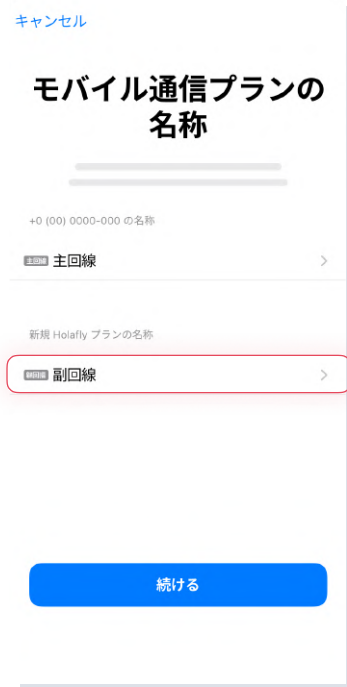 キャンセル
モバイル通信プランの
名称
+0 (00) 0000-000 の名称
主回線 主回線
新規 Holafly プランの名称
副回線 副回線
続ける